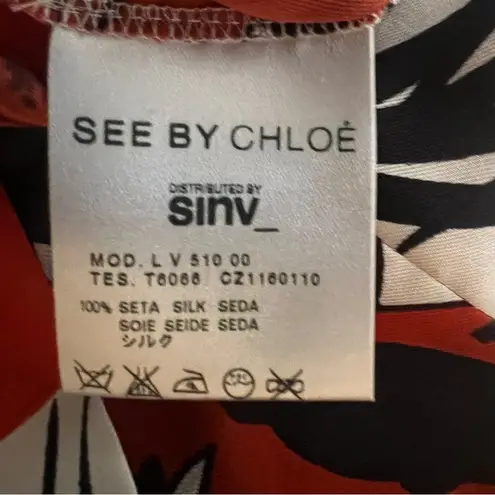 SEE BY CHLOÉ
DISTRIBUTED BY
sinv_
MOD. L V 510 00
TES. T6066 CZ1160110
100% SETA SILK SEDA
SOIE SEIDE SEDA
シルク